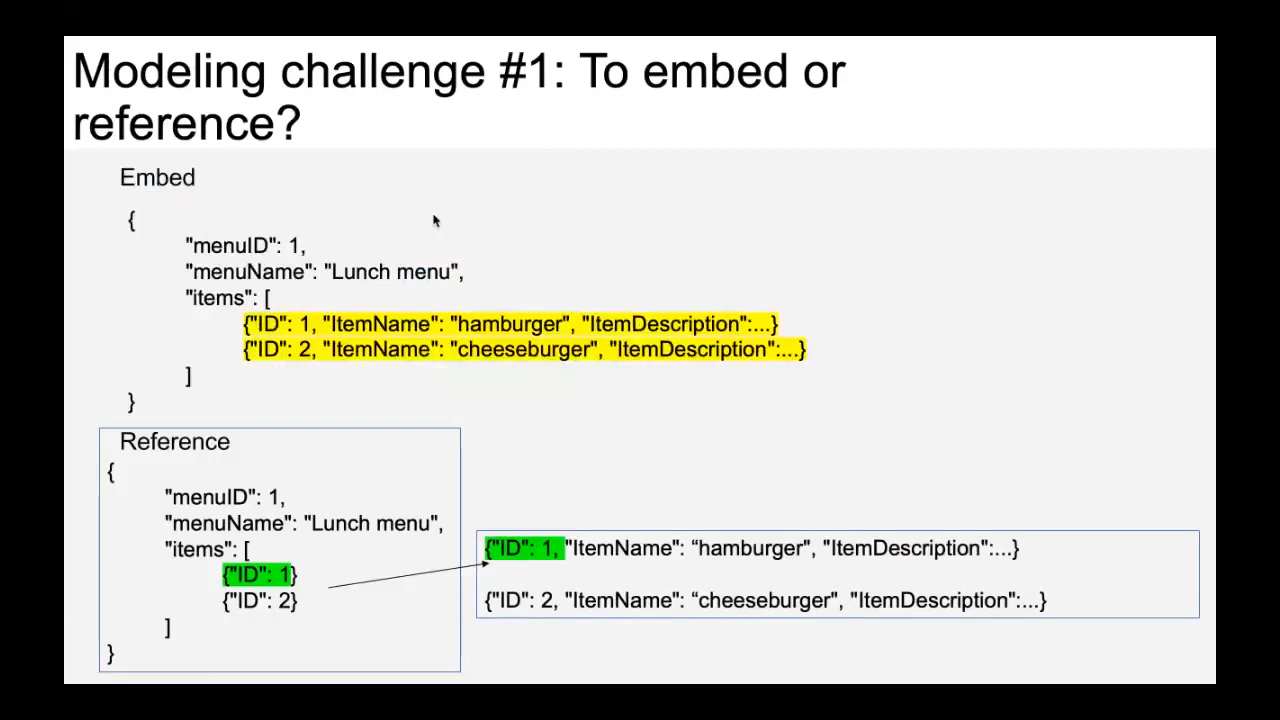 Modeling challenge #1: To embed or
reference?
Embed
{
"menuID": 1,
"menuName": "Lunch menu",
"items": [
{"ID": 1, "ItemName": "hamburger", "ItemDescription":...}
{"ID": 2, "ItemName": "cheeseburger", "ItemDescription":...}
]
}
Reference
{
"menuID": 1,
"menuName": "Lunch menu",
"items": [
{"ID": 1}
{"ID": 2}
]
}
{"ID": 1, "ItemName": “hamburger", "ItemDescription":...}
{"ID": 2, "ItemName": “cheeseburger", "ItemDescription":...}